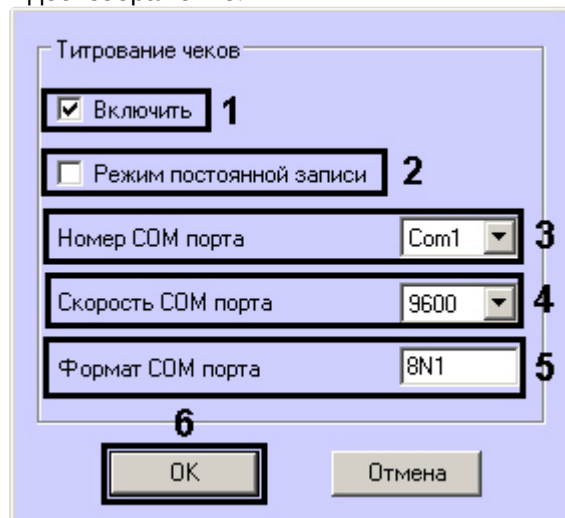 Титрование чеков
Включить 1
Режим постоянной записи 2
Номер COM порта Com1 3
Скорость COM порта 9600 4
Формат COM порта 8N1 5
6
OK Отмена